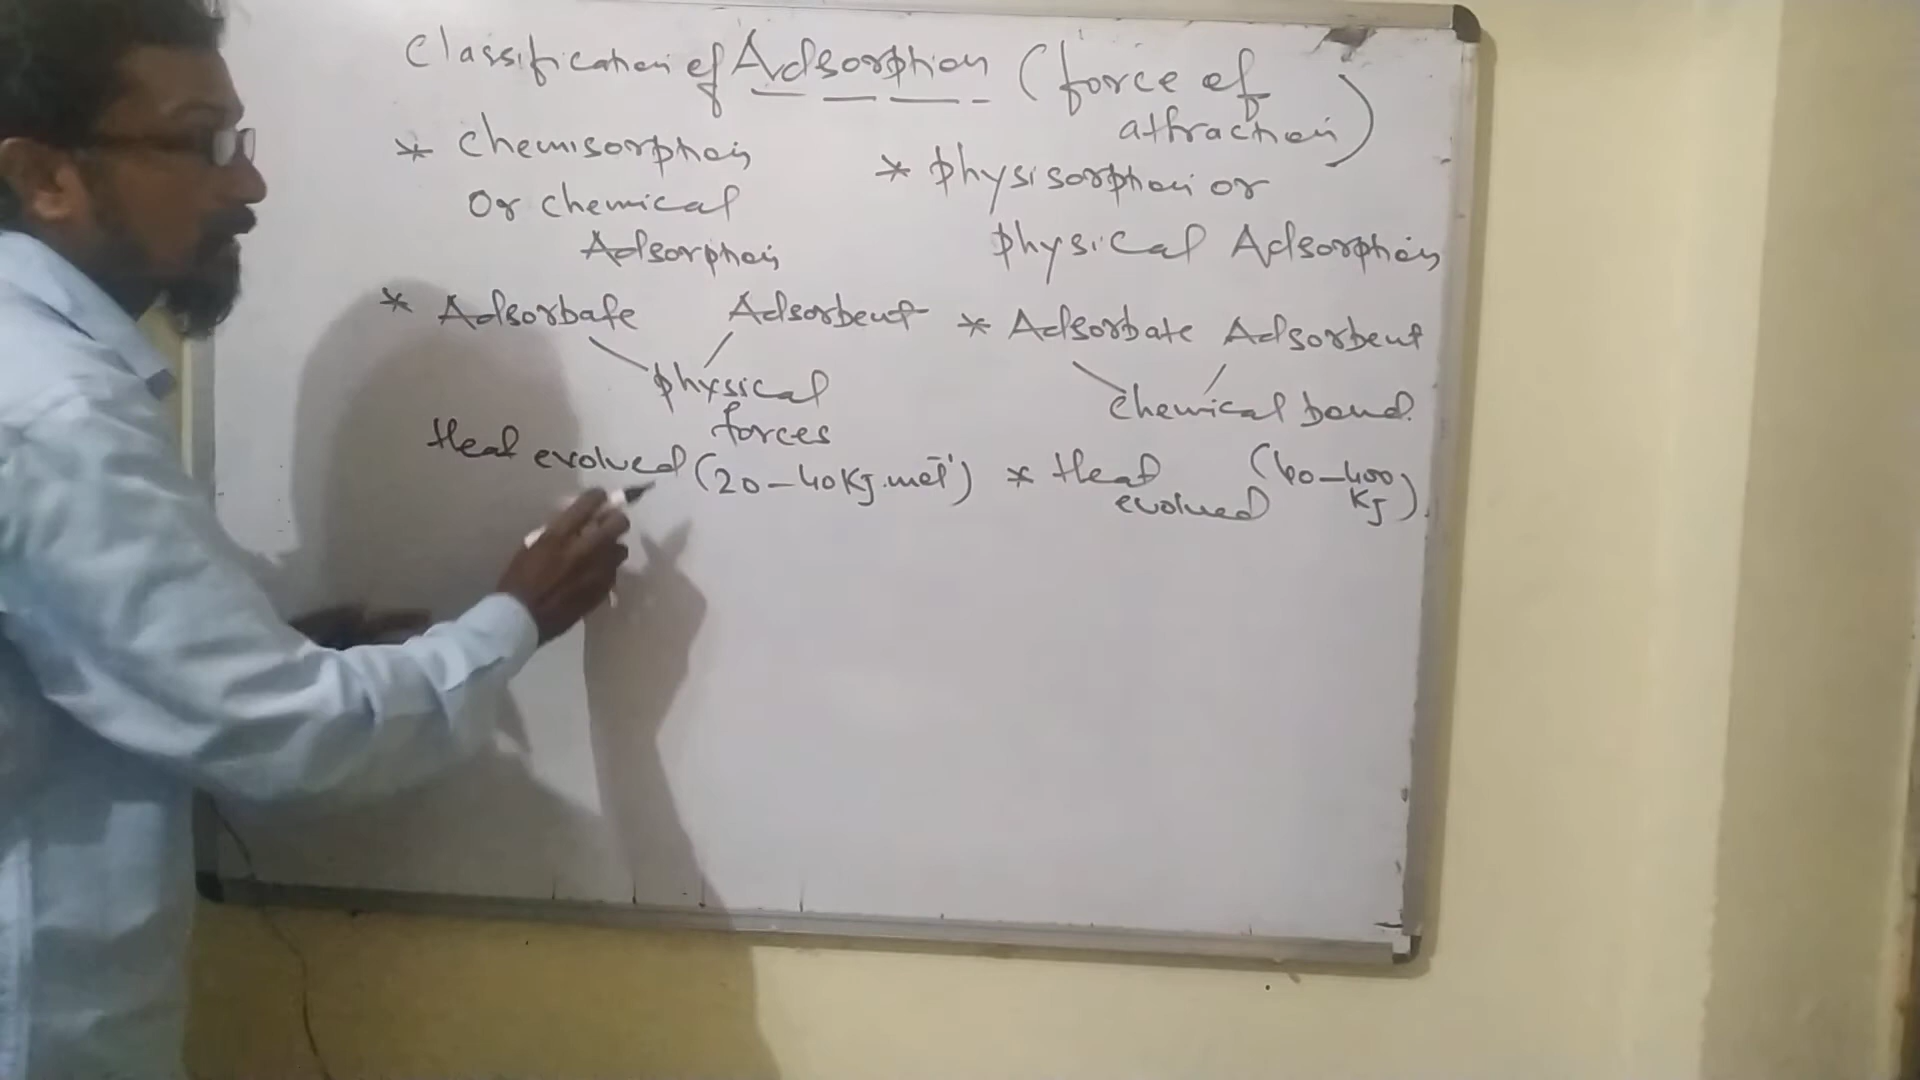 Classification of Adsorption (force of
attraction)
* Chemisorption
or chemical
Adsorption
* Physisorption or
physical Adsorption
* Adsorbate Adsorbent
physical
forces
Heat evolved (20-40 KJ.mol⁻¹)
* Adsorbate Adsorbent
chemical bond.
* Heat (40-400
evolved KJ).